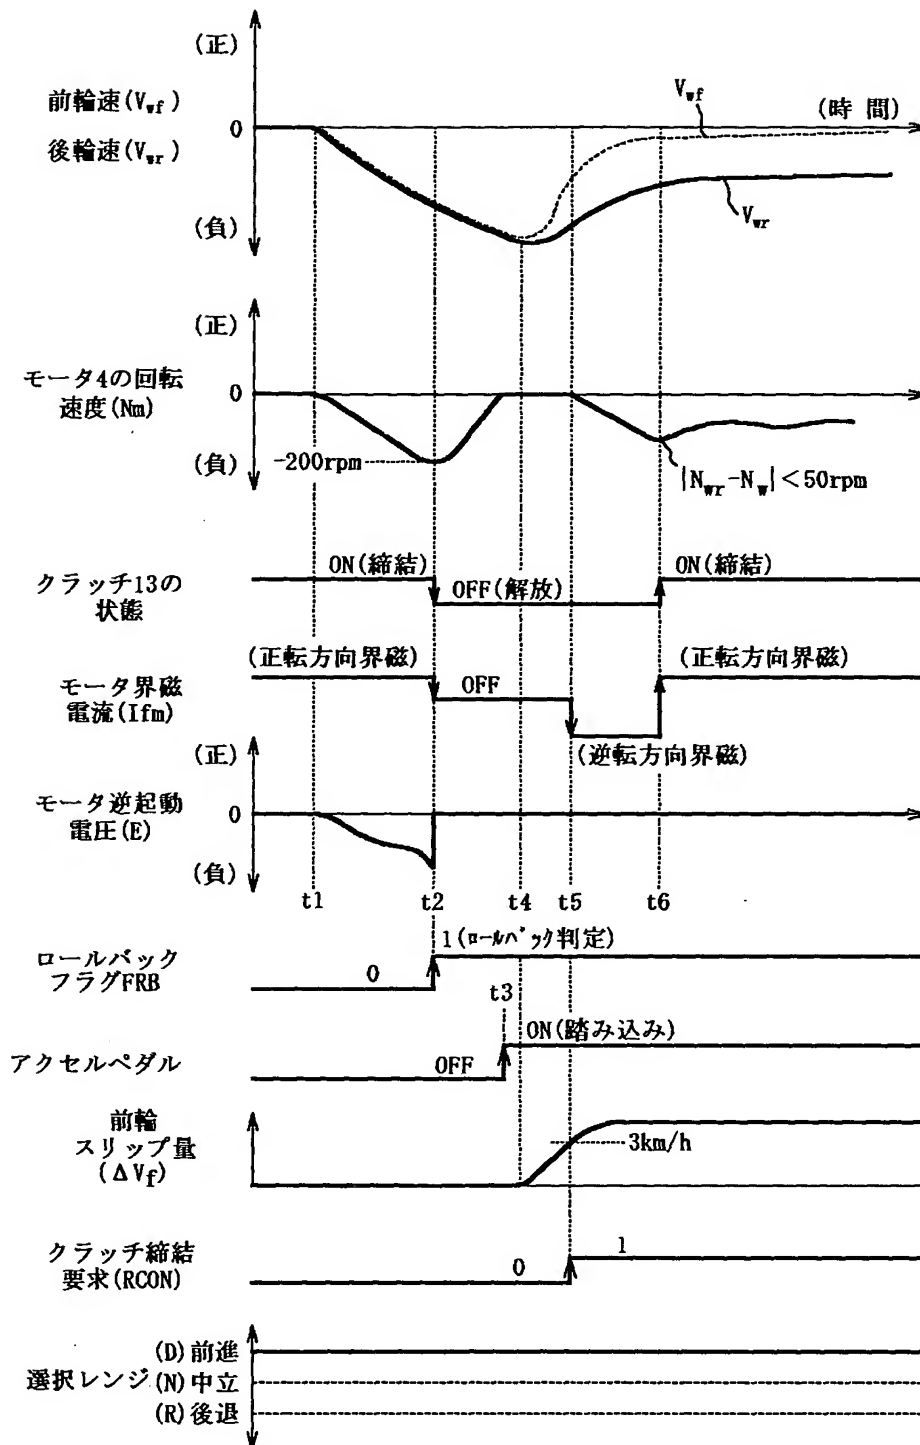 (正)
前輪速(Vwf)
後輪速(Vwr)
0
(負)
Vwf
(時 間)
Vwr
(正)
モータ4の回転
速度(Nm)
0
(負)
-200rpm
|Nwr-Nw|<50rpm
クラッチ13の
状態
ON(締結)
OFF(解放)
ON(締結)
モータ界磁
電流(Ifm)
(正転方向界磁)
OFF
(正転方向界磁)
(逆転方向界磁)
(正)
モータ逆起動
電圧(E)
0
(負)
t1
t2
t4
t5
t6
ロールバック
フラグFRB
0
1(ロールバック判定)
t3
アクセルペダル
OFF
ON(踏み込み)
前輪
スリップ量
(ΔVf)
3km/h
クラッチ締結
要求(RCON)
0
1
選択レンジ
(D)前進
(N)中立
(R)後退